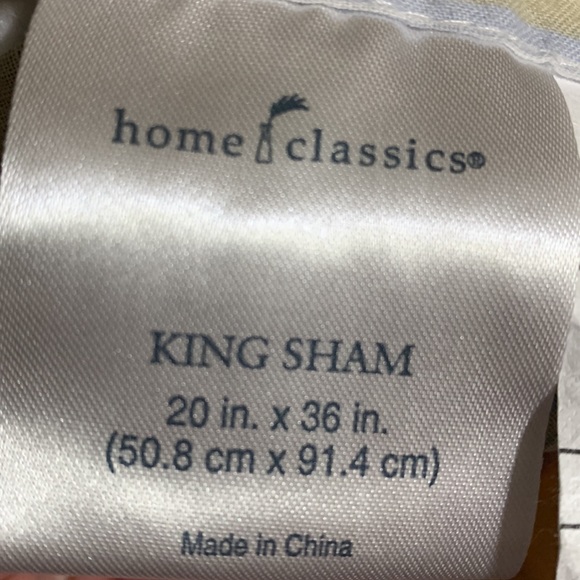 home classics®
KING SHAM
20 in. x 36 in.
(50.8 cm x 91.4 cm)
Made in China